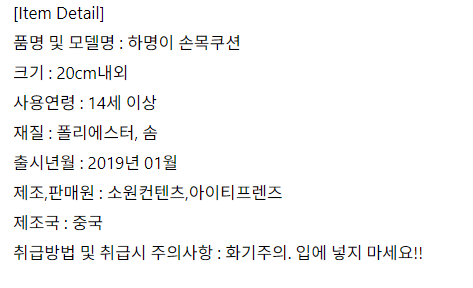 [Item Detail]
품명 및 모델명 : 하명이 손목쿠션
크기 : 20cm내외
사용연령 : 14세 이상
재질 : 폴리에스터, 솜
출시년월 : 2019년 01월
제조,판매원 : 소원컨텐츠,아이티프렌즈
제조국 : 중국
취급방법 및 취급시 주의사항 : 화기주의. 입에 넣지 마세요!!